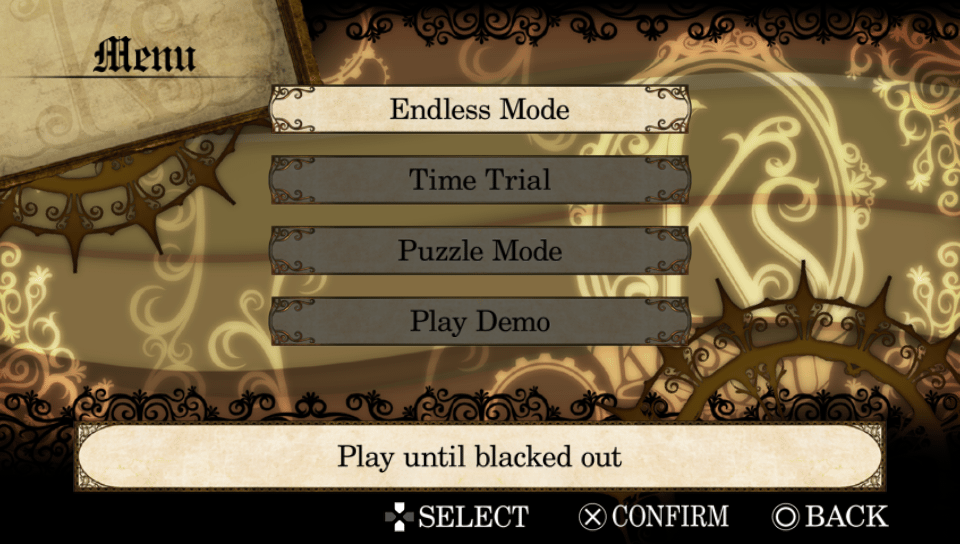 Menu
Endless Mode
Time Trial
Puzzle Mode
Play Demo
Play until blacked out
SELECT CONFIRM BACK